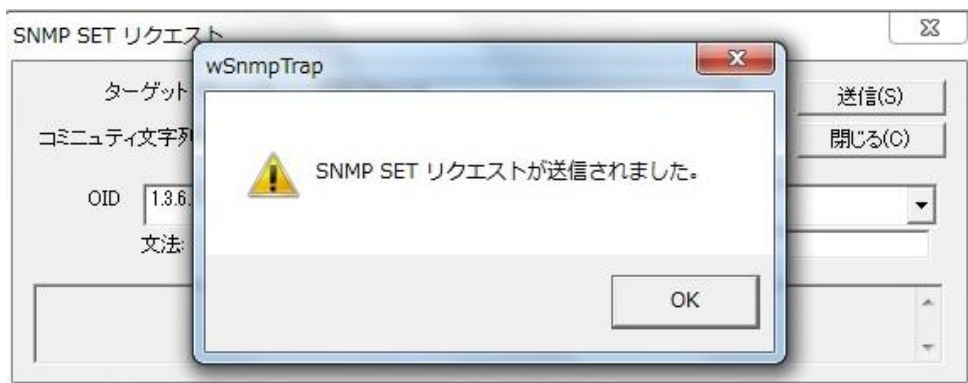 SNMP SET リクエスト
wSnmpTrap
ターゲット
送信(S)
コミニュティ文字列
閉じる(C)
SNMP SET リクエストが送信されました。
OID 1.3.6.
文法:
OK